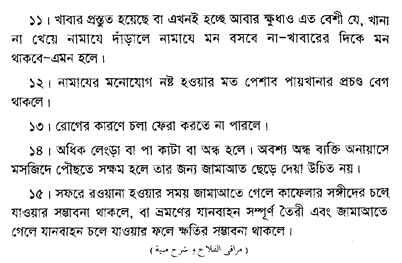 ১১। খাবার প্রস্তুত হয়েছে বা এখনই হচ্ছে আবার ক্ষুধাও এত বেশী যে, খানা
না খেয়ে নামাযে দাঁড়ালে নামাযে মন বসবে না-খাবারের দিকে মন
থাকবে-এমন হলে।
১২। নামাযের মনোযোগ নষ্ট হওয়ার মত পেশাব পায়খানার প্রচণ্ড বেগ
থাকলে।
১৩। রোগের কারণে চলা ফেরা করতে না পারলে।
১৪। অধিক লেংড়া বা পা কাটা বা অন্ধ হলে। অবশ্য অন্ধ ব্যক্তি অনায়াসে
মসজিদে পৌঁছতে সক্ষম হলে তার জন্য জামাআত ছেড়ে দেয়া উচিত নয়।
১৫। সফরে রওয়ানা হওয়ার সময় জামাআতে গেলে কাফেলার সঙ্গীদের চলে
যাওয়ার সম্ভাবনা থাকলে, বা ভ্রমণের যানবাহন সম্পূর্ণ তৈরী এবং জামাআতে
গেলে যানবাহন চলে যাওয়ার ফলে ক্ষতির সম্ভাবনা থাকলে।
(مراقی الفلاح و شرح منیة)